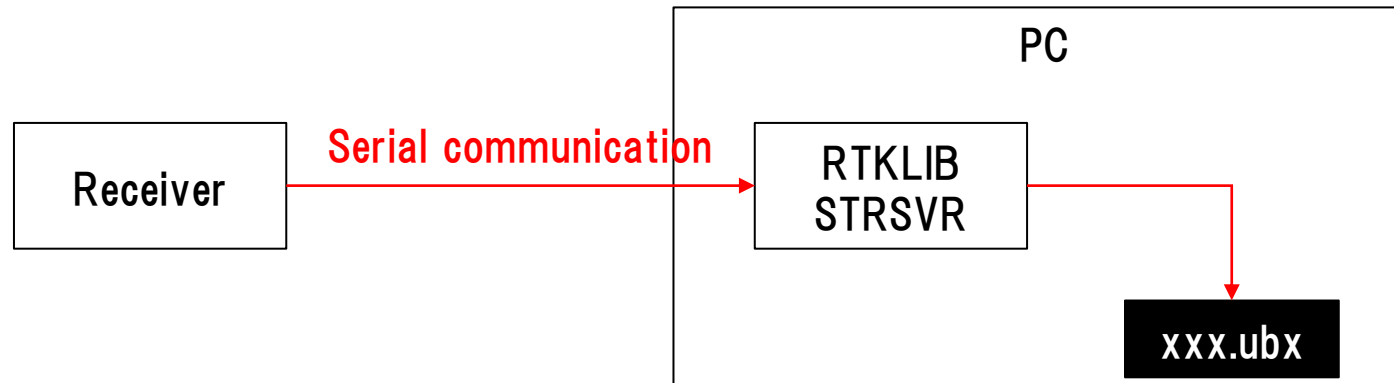 PC
Receiver
Serial communication
RTKLIB
STRSVR
xxx.ubx